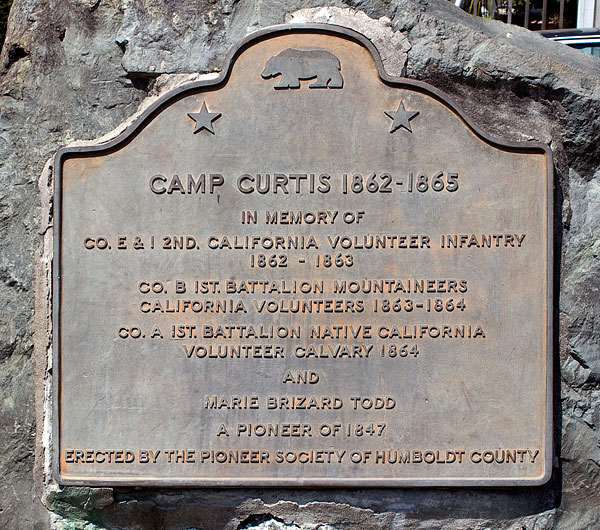 CAMP CURTIS 1862-1865
IN MEMORY OF
CO. E & I 2ND. CALIFORNIA VOLUNTEER INFANTRY
1862 - 1863
CO. B 1ST. BATTALION MOUNTAINEERS
CALIFORNIA VOLUNTEERS 1863-1864
CO. A 1ST. BATTALION NATIVE CALIFORNIA
VOLUNTEER CALVARY 1864
AND
MARIE BRIZARD TODD
A PIONEER OF 1847
ERECTED BY THE PIONEER SOCIETY OF HUMBOLDT COUNTY